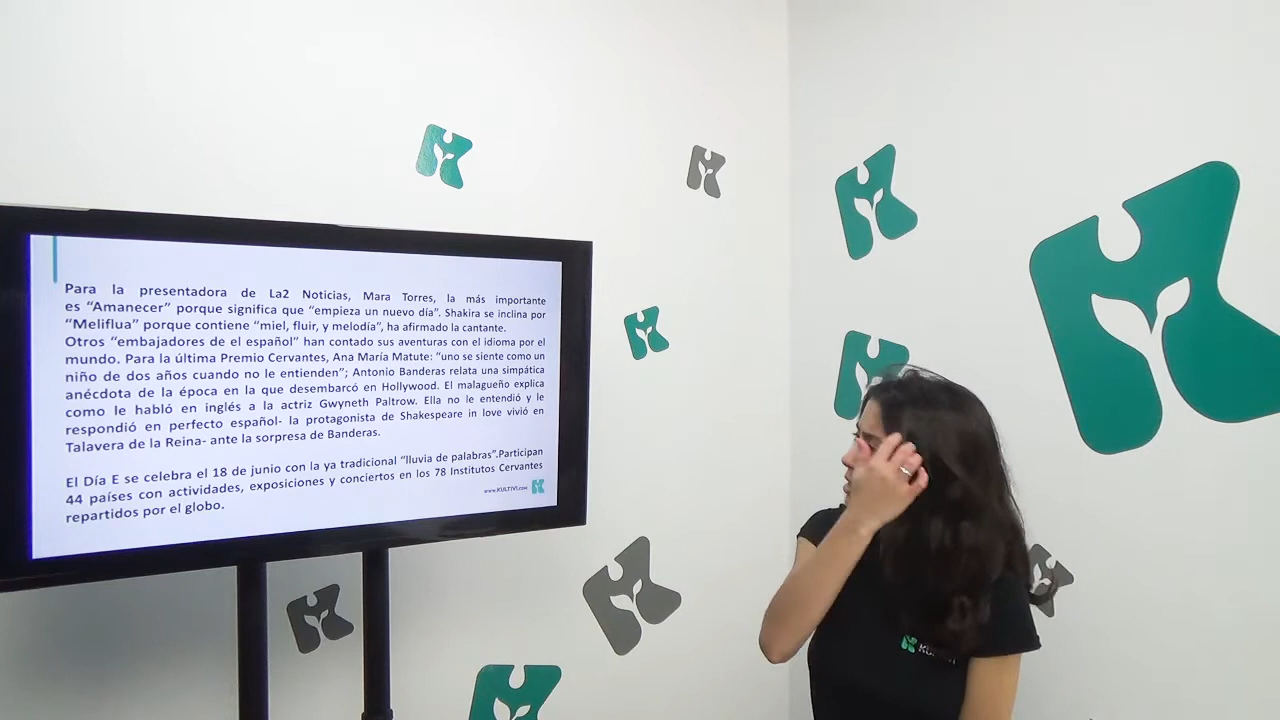 Para la presentadora de La2 Noticias, Mara Torres, la más importante
es “Amanecer” porque significa que “empieza un nuevo día”. Shakira se inclina por
“Meliflua” porque contiene “miel, fluir, y melodía”, ha afirmado la cantante.
Otros “embajadores de el español” han contado sus aventuras con el idioma por el
mundo. Para la última Premio Cervantes, Ana María Matute: “uno se siente como un
niño de dos años cuando no le entienden”; Antonio Banderas relata una simpática
anécdota de la época en la que desembarcó en Hollywood. El malagueño explica
como le habló en inglés a la actriz Gwyneth Paltrow. Ella no le entendió y le
respondió en perfecto español- la protagonista de Shakespeare in love vivió en
Talavera de la Reina- ante la sorpresa de Banderas.
El Día E se celebra el 18 de junio con la ya tradicional “lluvia de palabras”.Participan
44 países con actividades, exposiciones y conciertos en los 78 Institutos Cervantes
repartidos por el globo.
www.KULTIVI.com